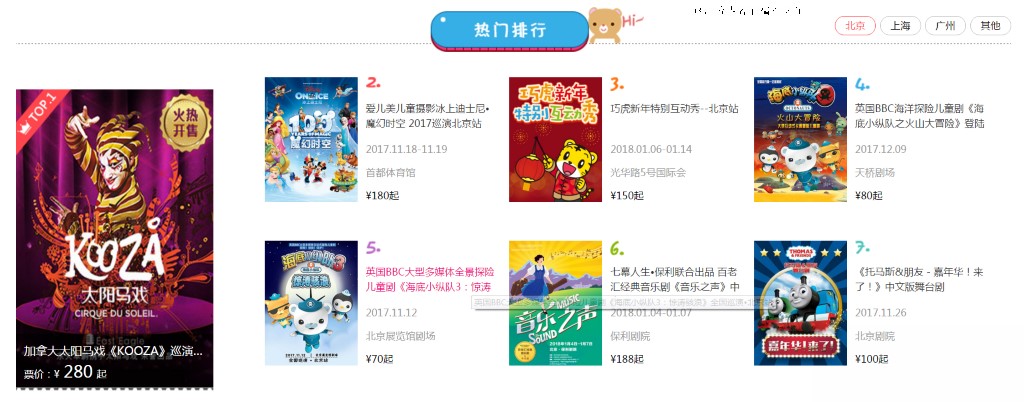 热门排行
Hi~
北京
上海
广州
其他
TOP.1
火热
开售
KOOZA
太阳马戏
CIRQUE DU SOLEIL.
加拿大太阳马戏《KOOZA》巡演...
票价：¥ 280 起
2.
Disney
ON ICE
YEARS OF MAGIC
魔幻时空
爱儿美儿童摄影冰上迪士尼•
魔幻时空 2017巡演北京站
2017.11.18-11.19
首都体育馆
¥180起
3.
巧虎新年
特别互动秀
巧虎新年特别互动秀--北京站
2018.01.06-01.14
光华路5号国际会
¥150起
4.
海底小纵队
火山大冒险
英国BBC海洋探险儿童剧《海
底小纵队之火山大冒险》登陆
2017.12.09
天桥剧场
¥80起
5.
海底小纵队3
惊涛骇浪
英国BBC大型多媒体全景探险
儿童剧《海底小纵队3：惊涛
2017.11.12
北京展览馆剧场
¥70起
6.
MUSIC
音乐之声
SOUND
七幕人生•保利联合出品 百老
汇经典音乐剧《音乐之声》中
2018.01.04-01.07
保利剧院
¥188起
7.
THOMAS
&FRIENDS
嘉年华!来了!
《托马斯&朋友 - 嘉年华！来
了！》中文版舞台剧
2017.11.26
北京剧院
¥100起